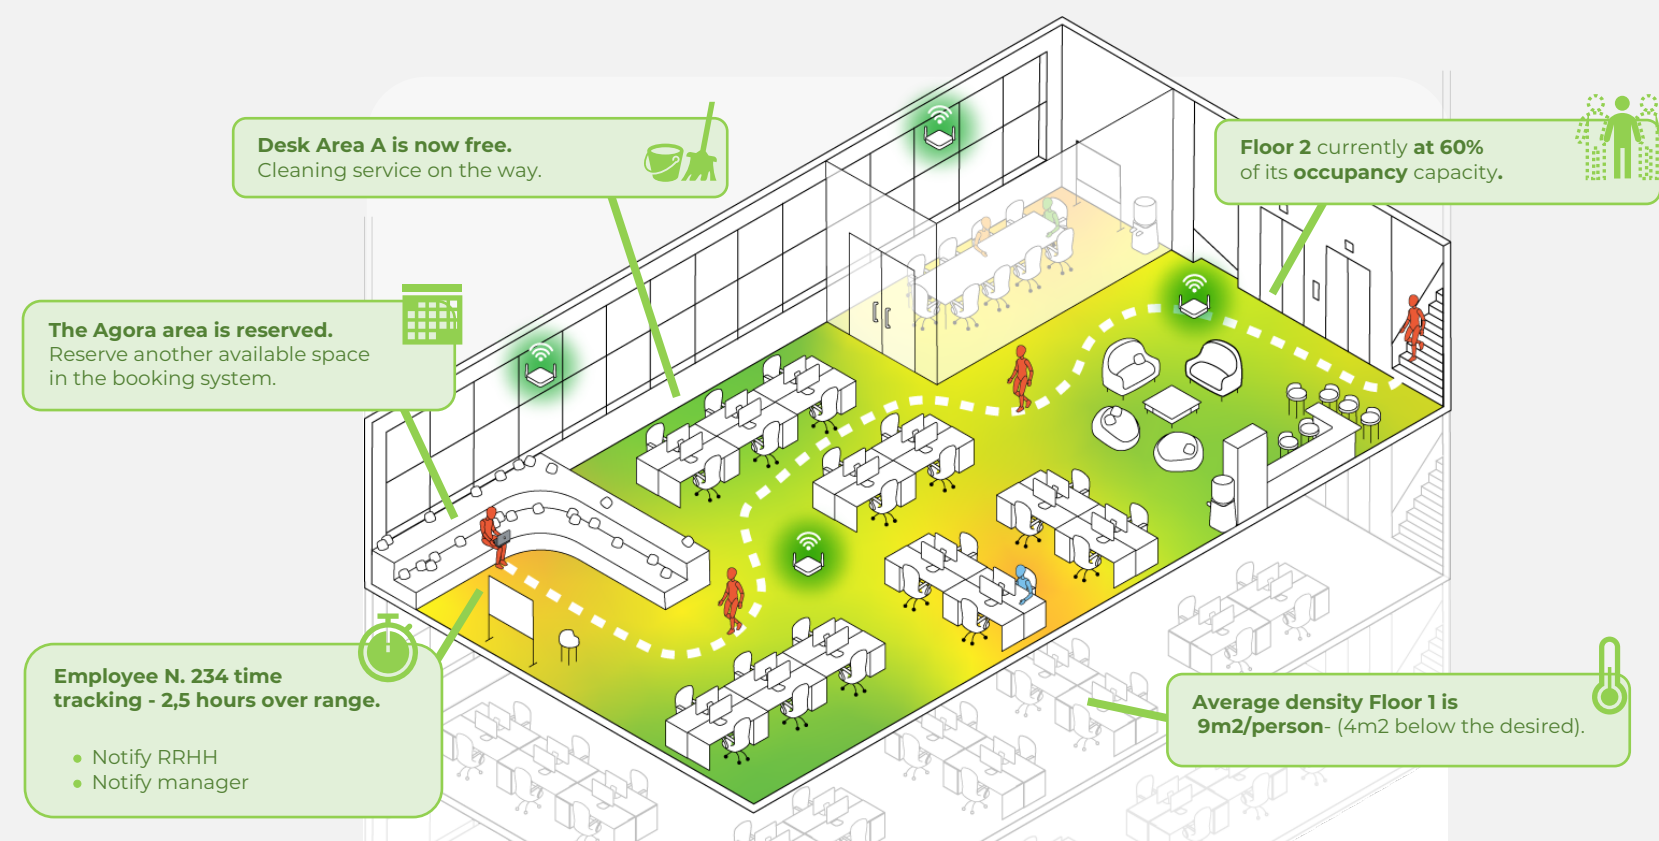 Desk Area A is now free.
Cleaning service on the way.
Floor 2 currently at 60%
of its occupancy capacity.
The Agora area is reserved.
Reserve another available space
in the booking system.
Employee N. 234 time
tracking - 2,5 hours over range.
• Notify RRHH
• Notify manager
Average density Floor 1 is
9m2/person- (4m2 below the desired).